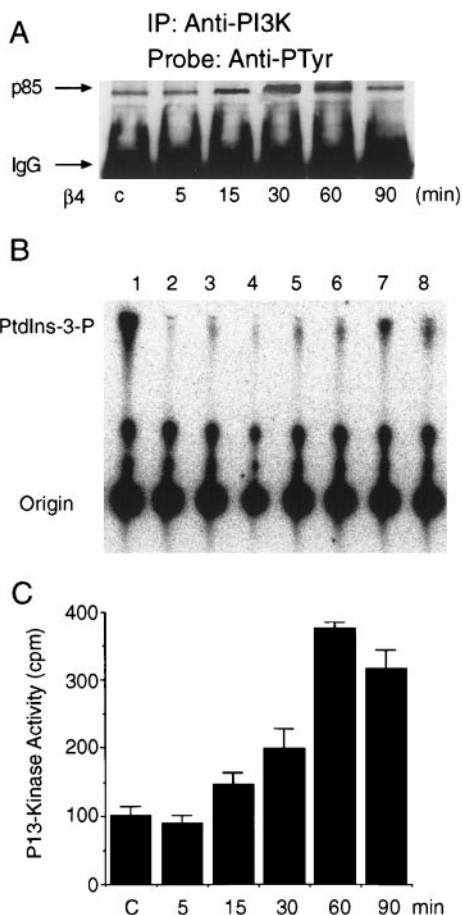 A
IP: Anti-PI3K
Probe: Anti-PTyr
p85
IgG
β4 c 5 15 30 60 90 (min)
B
1 2 3 4 5 6 7 8
PtdIns-3-P
Origin
C
P13-Kinase Activity (cpm)
400
300
200
100
0
C 5 15 30 60 90 min